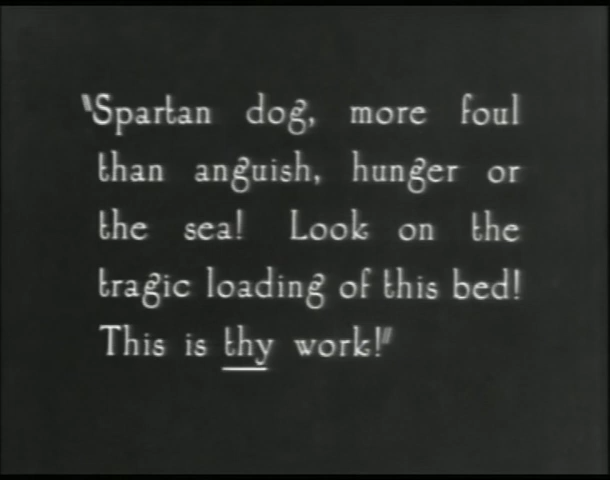 "Spartan dog, more foul
than anguish, hunger or
the sea! Look on the
tragic loading of this bed!
This is thy work!"